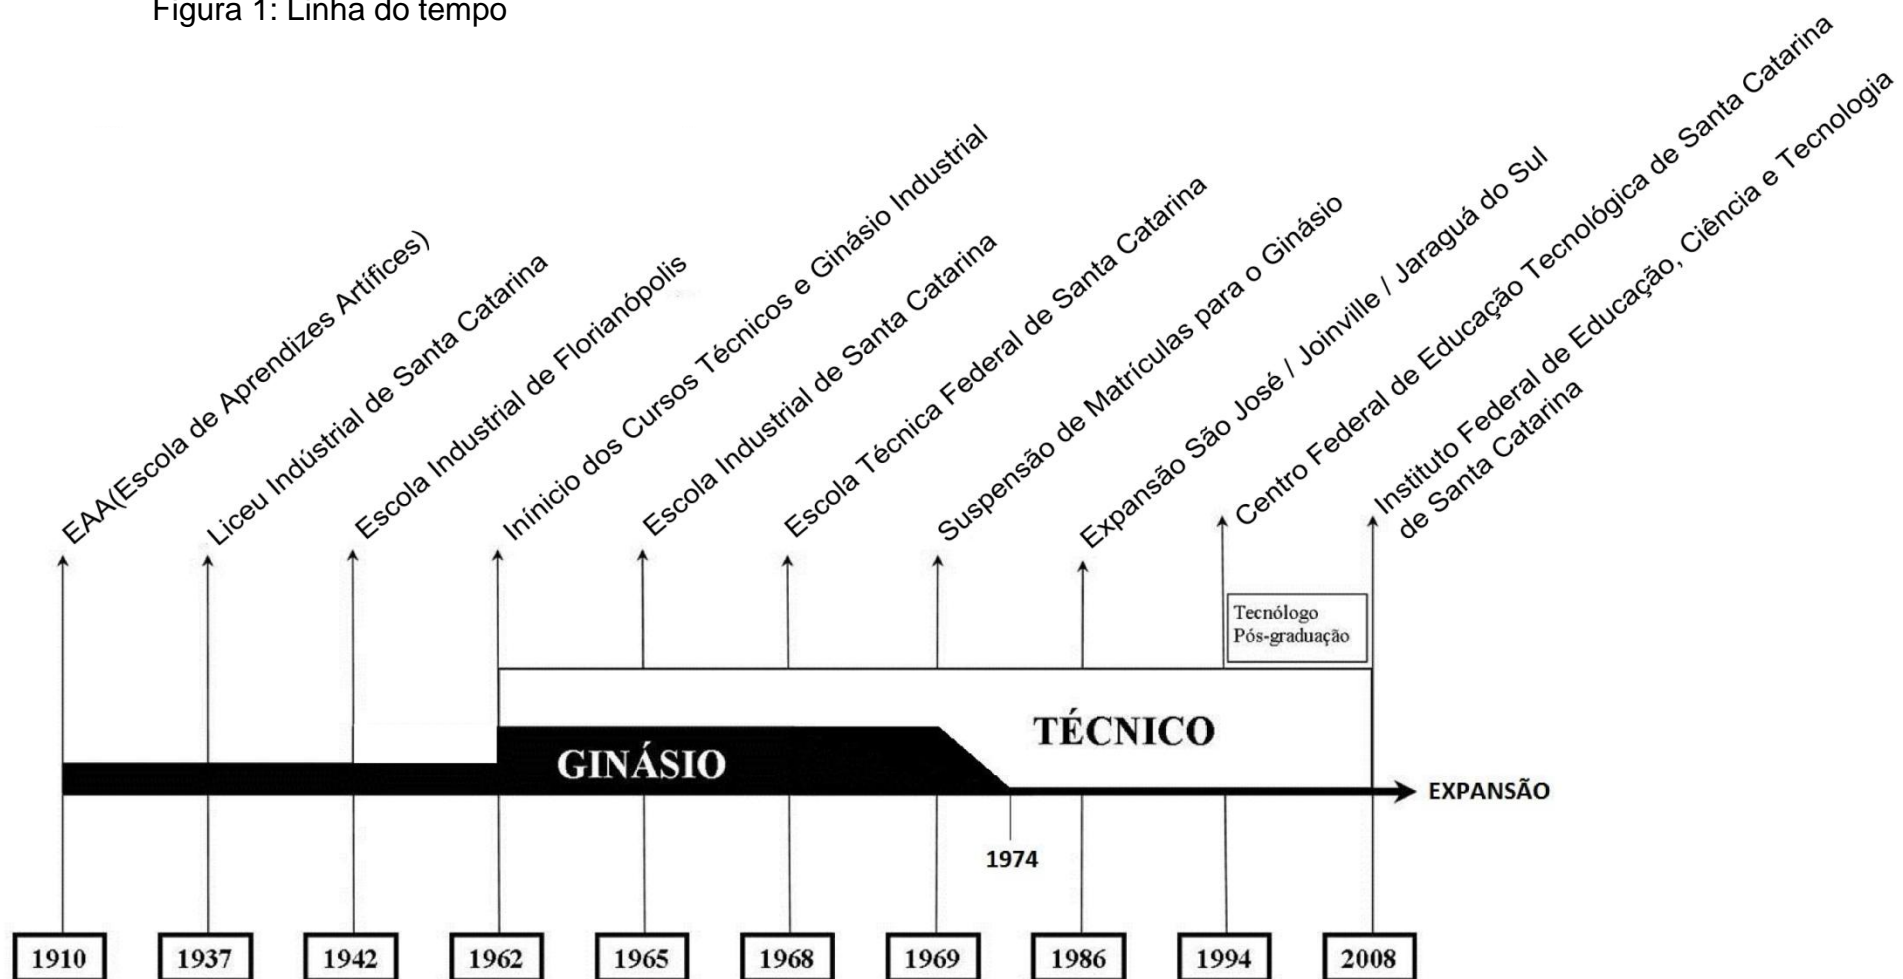 Figura 1: Linha do tempo
EAA(Escola de Aprendizes Artífices)
Liceu Indústrial de Santa Catarina
Escola Industrial de Florianópolis
Inínicio dos Cursos Técnicos e Ginásio Industrial
Escola Industrial de Santa Catarina
Escola Técnica Federal de Santa Catarina
Suspensão de Matrículas para o Ginásio
Expansão São José / Joinville / Jaraguá do Sul
Centro Federal de Educação Tecnológica de Santa Catarina
Instituto Federal de Educação, Ciência e Tecnologia
de Santa Catarina
Tecnólogo
Pós-graduação
TÉCNICO
GINÁSIO
EXPANSÃO
1974
1910
1937
1942
1962
1965
1968
1969
1986
1994
2008